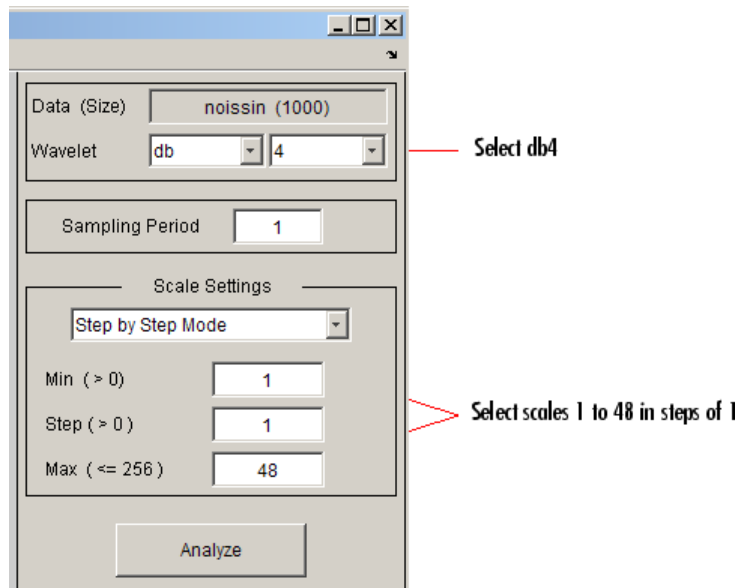 Data (Size) noissin (1000)
Wavelet db 4
Select db4
Sampling Period 1
Scale Settings
Step by Step Mode
Min ( > 0) 1
Step ( > 0 ) 1
Select scales 1 to 48 in steps of 1
Max ( <= 256 ) 48
Analyze